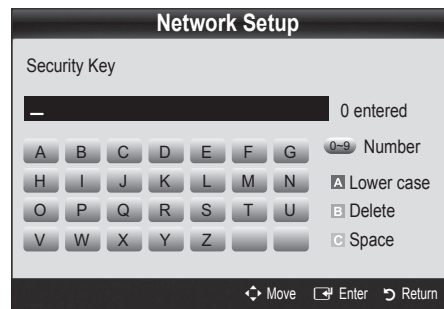 Network Setup
Security Key
_ 0 entered
A B C D E F G 0~9 Number
H I J K L M N A Lower case
O P Q R S T U B Delete
V W X Y Z C Space
Move Enter Return